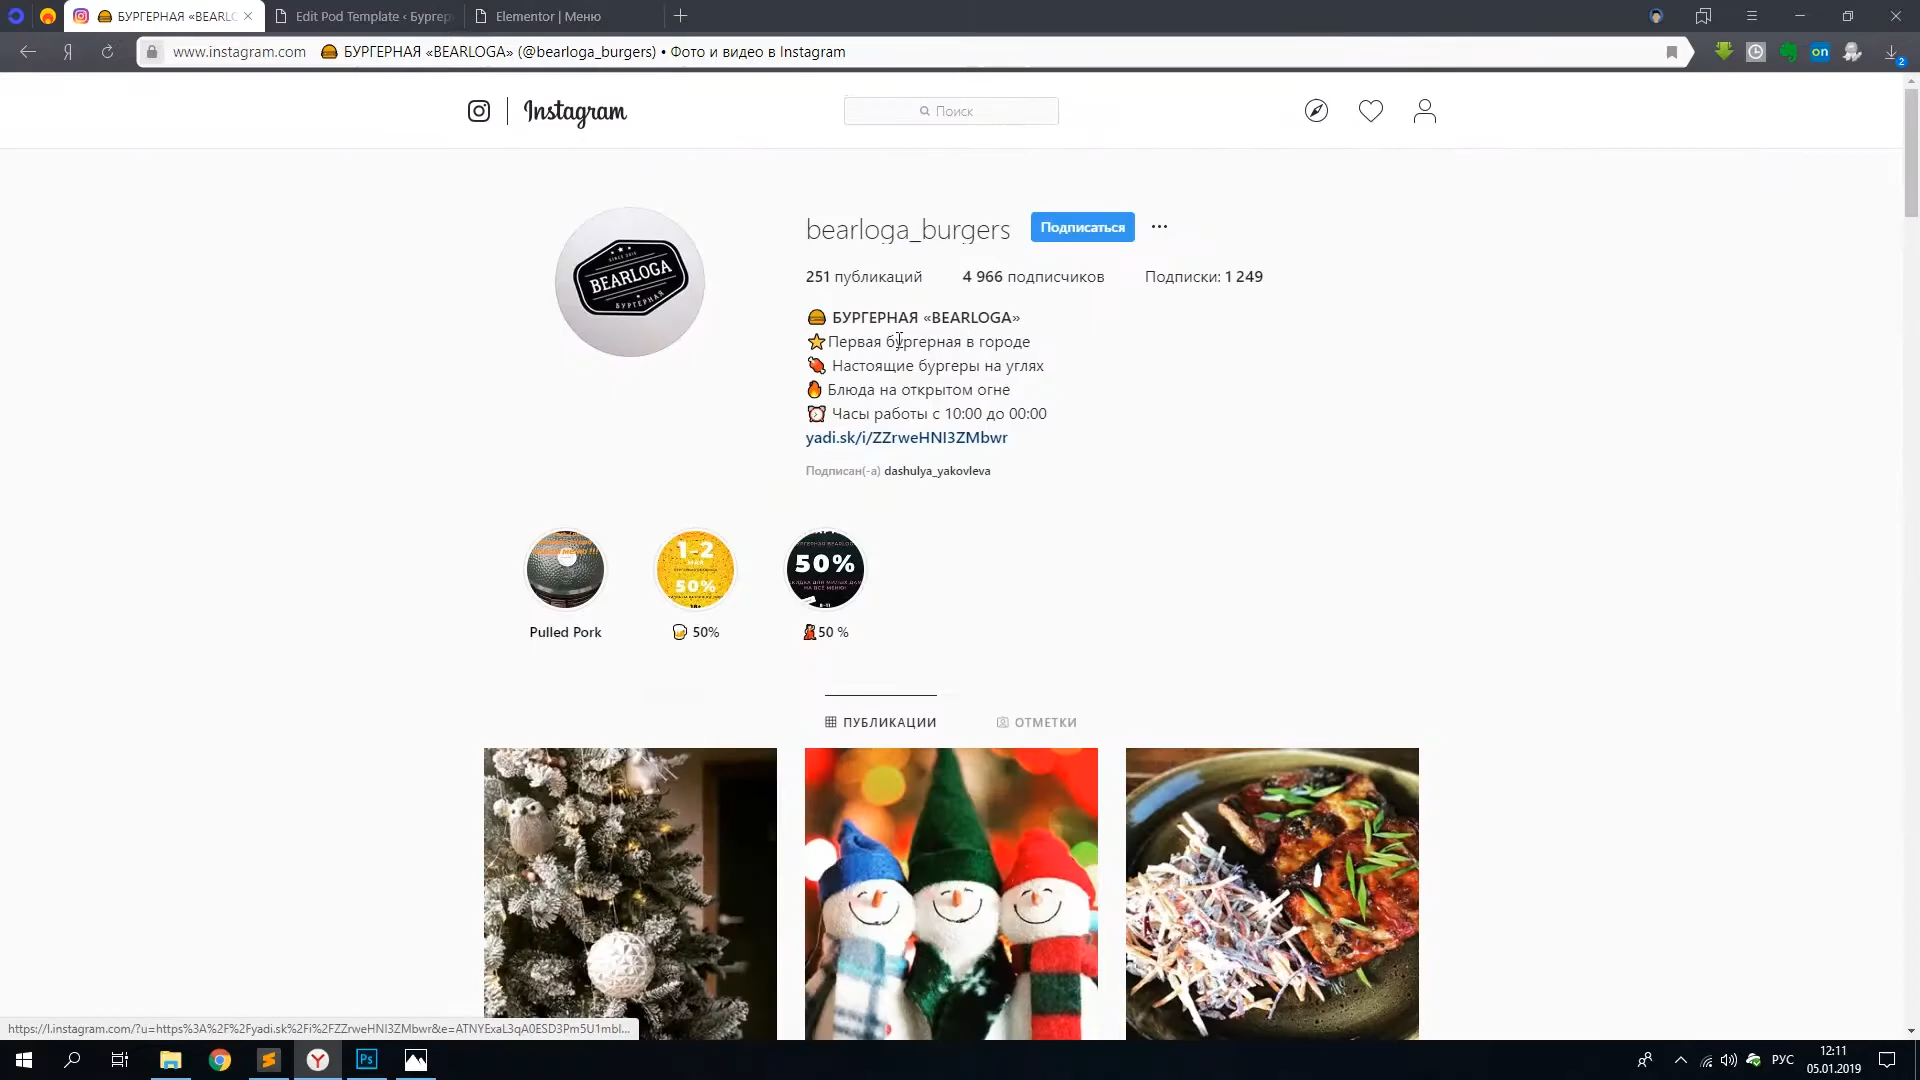 БУРГЕРНАЯ «BEARLO
Edit Pod Template ‹ Бургер
Elementor | Меню
www.instagram.com
БУРГЕРНАЯ «BEARLOGA» (@bearloga_burgers) • Фото и видео в Instagram
on
2
Instagram
Поиск
bearloga_burgers
Подписаться
251 публикаций
4 966 подписчиков
Подписки: 1 249
БУРГЕРНАЯ «BEARLOGA»
Первая бургерная в городе
Настоящие бургеры на углях
Блюда на открытом огне
Часы работы с 10:00 до 00:00
yadi.sk/i/ZZrweHNI3ZMbwr
Подписан(-а) dashulya_yakovleva
BEARLOGA
БУРГЕРНАЯ
1-2
50%
50%
Pulled Pork
50%
50 %
ПУБЛИКАЦИИ
ОТМЕТКИ
https://l.instagram.com/?u=https%3A%2F%2Fyadi.sk%2Fi%2FZZrweHNI3ZMbwr&e=ATNYExaL3qA0ESD3Pm5U1mbl...
Ps
РУС
12:11
05.01.2019